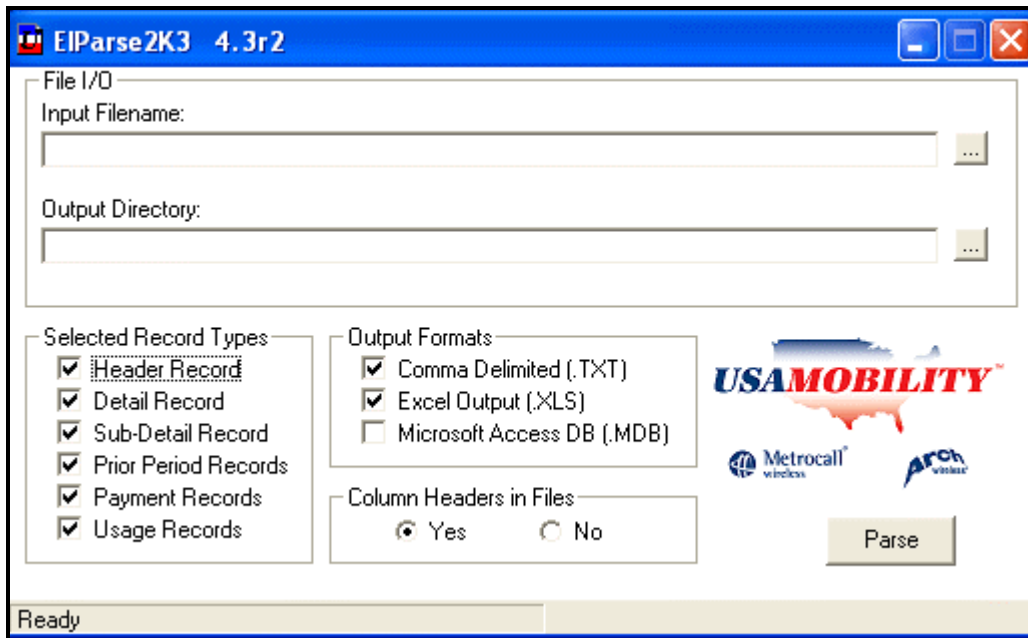 ElParse2K3 4.3r2
File I/O
Input Filename:
...
Output Directory:
...
Selected Record Types
Header Record
Detail Record
Sub-Detail Record
Prior Period Records
Payment Records
Usage Records
Output Formats
Comma Delimited (.TXT)
Excel Output (.XLS)
Microsoft Access DB (.MDB)
Column Headers in Files
Yes No
USAMOBILITY™
Metrocall®
wireless
Arch
wireless®
Parse
Ready